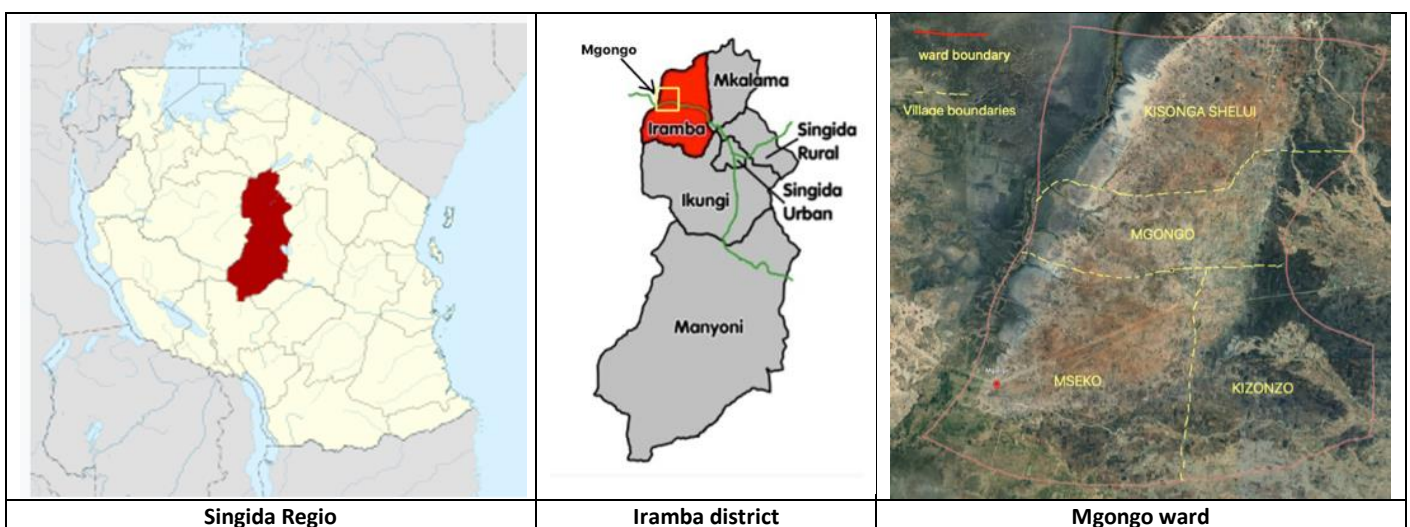 Mgongo
Mkalama
Iramba
Singida
Rural
Singida
Urban
Ikungi
Manyoni
ward boundary
Village boundaries
KISONGA SHELUI
MGONGO
MSEKO
KIZONZO
Singida Regio
Iramba district
Mgongo ward